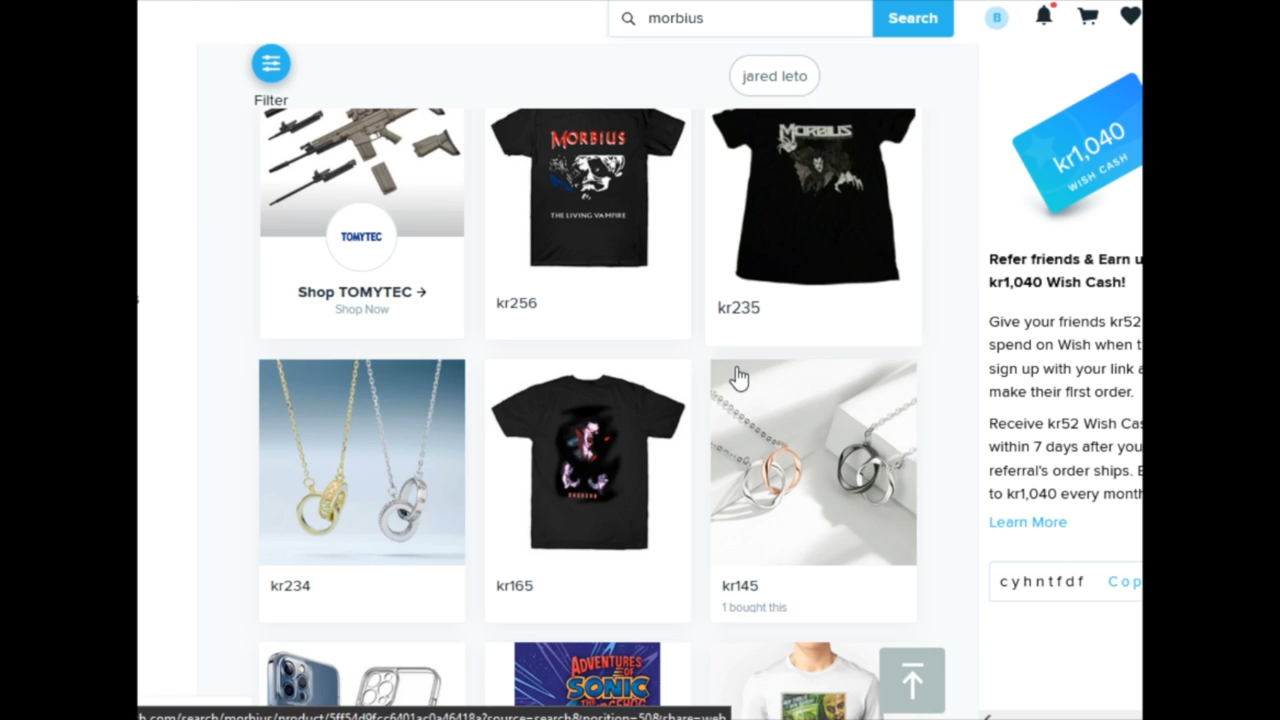 morbius
Search
B
Filter
jared leto
kr1,040
WISH CASH
MORBIUS
THE LIVING VAMPIRE
MORBIUS
TOMYTEC
Shop TOMYTEC →
Shop Now
kr256
kr235
Refer friends & Earn u
kr1,040 Wish Cash!
Give your friends kr52
spend on Wish when t
sign up with your link a
make their first order.
Receive kr52 Wish Cas
within 7 days after you
referral's order ships. E
to kr1,040 every month
Learn More
cyhntfdf Cop
kr234
kr165
kr145
1 bought this
ADVENTURES
OF
SONIC
THE HEDGEHOG